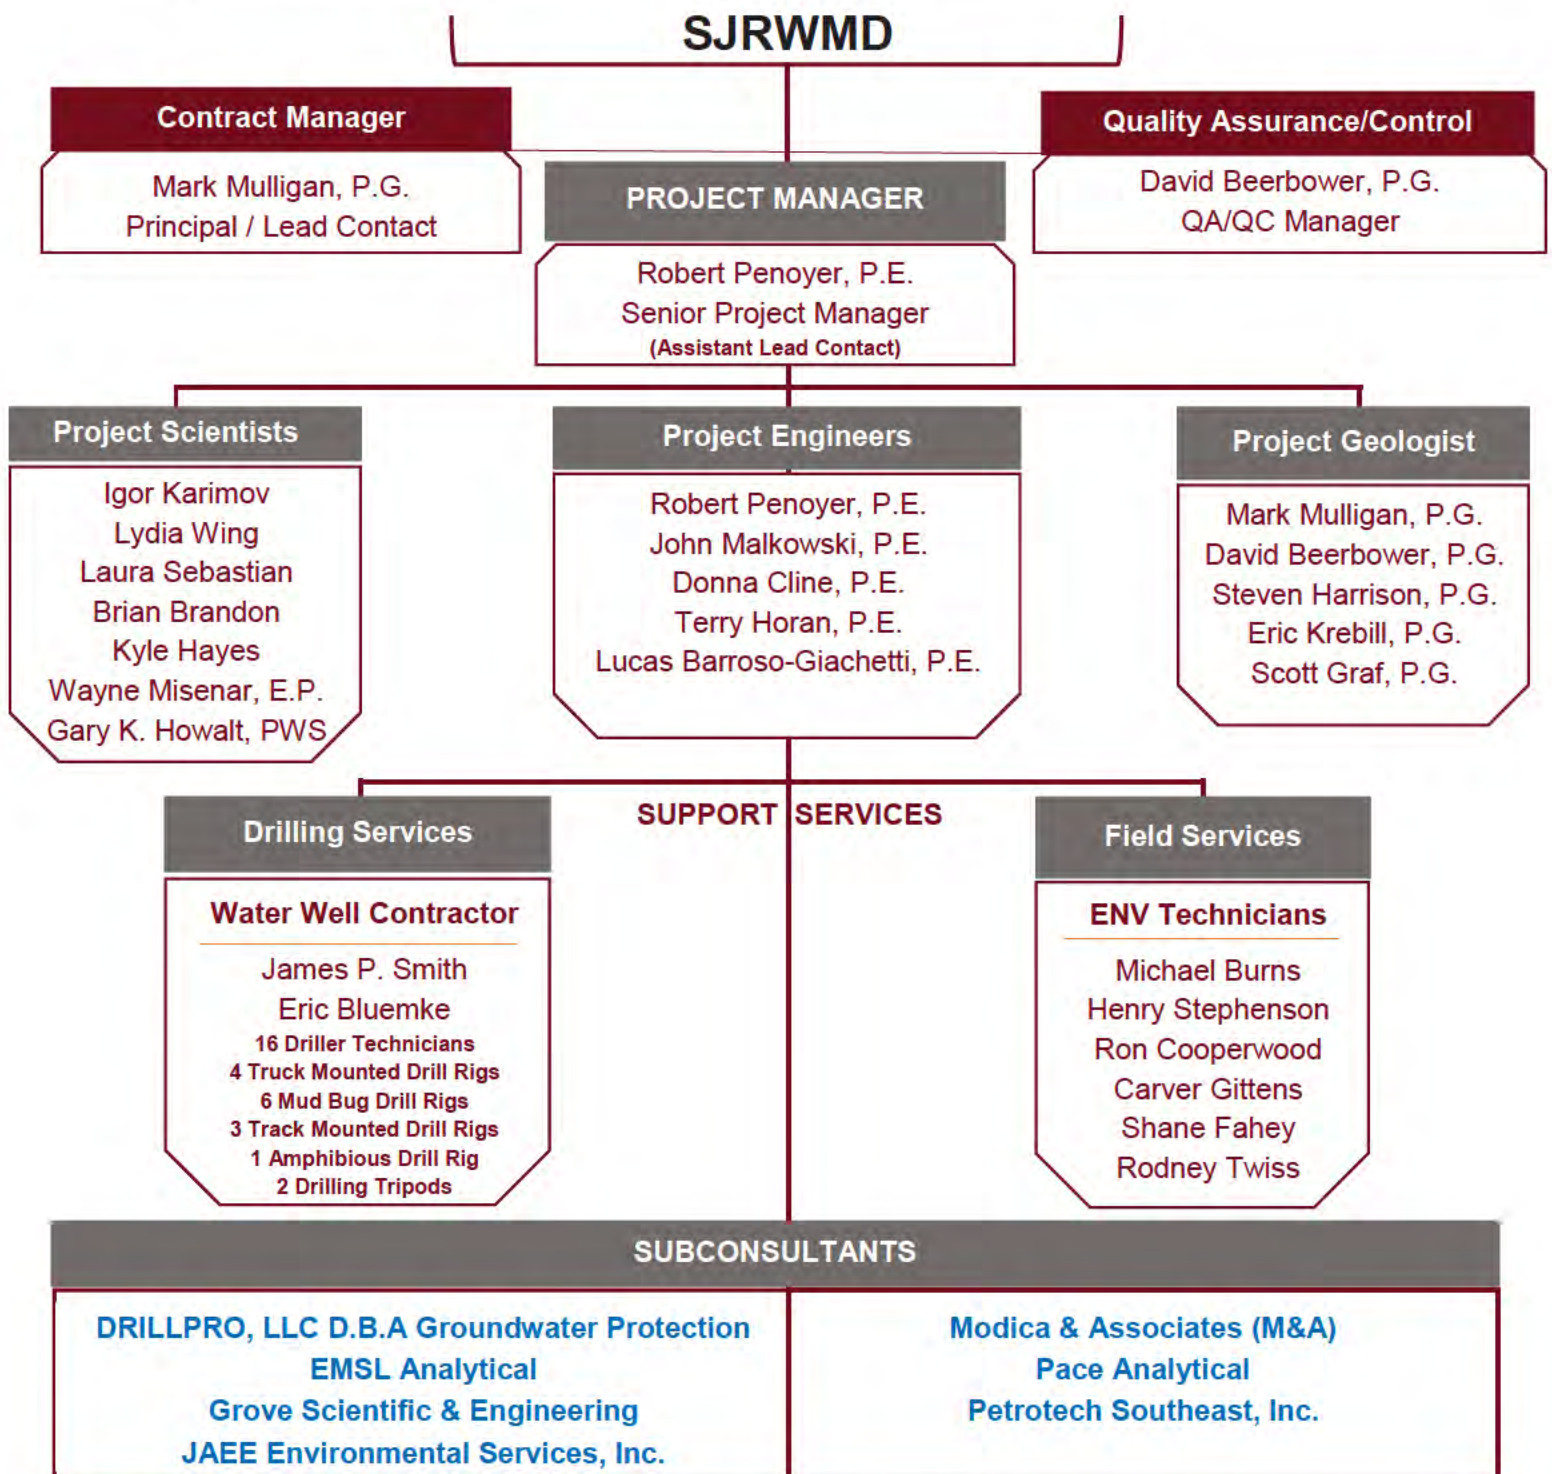 SJRWMD
Contract Manager
Mark Mulligan, P.G.
Principal / Lead Contact
Quality Assurance/Control
David Beerbower, P.G.
QA/QC Manager
PROJECT MANAGER
Robert Penoyer, P.E.
Senior Project Manager
(Assistant Lead Contact)
Project Scientists
Igor Karimov
Lydia Wing
Laura Sebastian
Brian Brandon
Kyle Hayes
Wayne Misenar, E.P.
Gary K. Howalt, PWS
Project Engineers
Robert Penoyer, P.E.
John Malkowski, P.E.
Donna Cline, P.E.
Terry Horan, P.E.
Lucas Barroso-Giachetti, P.E.
Project Geologist
Mark Mulligan, P.G.
David Beerbower, P.G.
Steven Harrison, P.G.
Eric Krebill, P.G.
Scott Graf, P.G.
SUPPORT SERVICES
Drilling Services
Water Well Contractor
James P. Smith
Eric Bluemke
16 Driller Technicians
4 Truck Mounted Drill Rigs
6 Mud Bug Drill Rigs
3 Track Mounted Drill Rigs
1 Amphibious Drill Rig
2 Drilling Tripods
Field Services
ENV Technicians
Michael Burns
Henry Stephenson
Ron Cooperwood
Carver Gittens
Shane Fahey
Rodney Twiss
SUBCONSULTANTS
DRILLPRO, LLC D.B.A Groundwater Protection
EMSL Analytical
Grove Scientific & Engineering
JAEE Environmental Services, Inc.
Modica & Associates (M&A)
Pace Analytical
Petrotech Southeast, Inc.